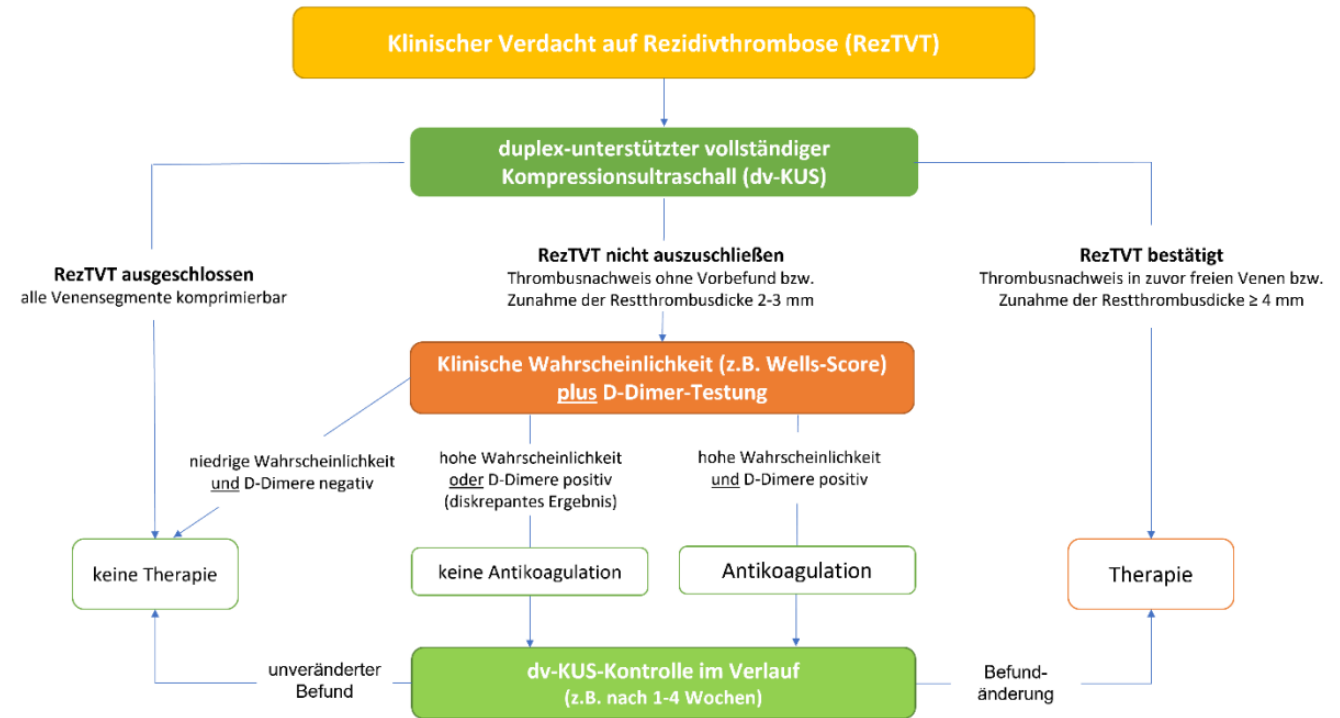 Klinischer Verdacht auf Rezidivthrombose (RezTVT)
duplex-unterstützter vollständiger
Kompressionsultraschall (dv-KUS)
RezTVT ausgeschlossen
alle Venensegmente komprimierbar
RezTVT nicht auszuschließen
Thrombusnachweis ohne Vorbefund bzw.
Zunahme der Restthrombusdicke 2-3 mm
RezTVT bestätigt
Thrombusnachweis in zuvor freien Venen bzw.
Zunahme der Restthrombusdicke ≥ 4 mm
Klinische Wahrscheinlichkeit (z.B. Wells-Score)
plus D-Dimer-Testung
niedrige Wahrscheinlichkeit
und D-Dimere negativ
hohe Wahrscheinlichkeit
oder D-Dimere positiv
(diskrepantes Ergebnis)
hohe Wahrscheinlichkeit
und D-Dimere positiv
keine Therapie
keine Antikoagulation
Antikoagulation
Therapie
unveränderter
Befund
dv-KUS-Kontrolle im Verlauf
(z.B. nach 1-4 Wochen)
Befund-
änderung